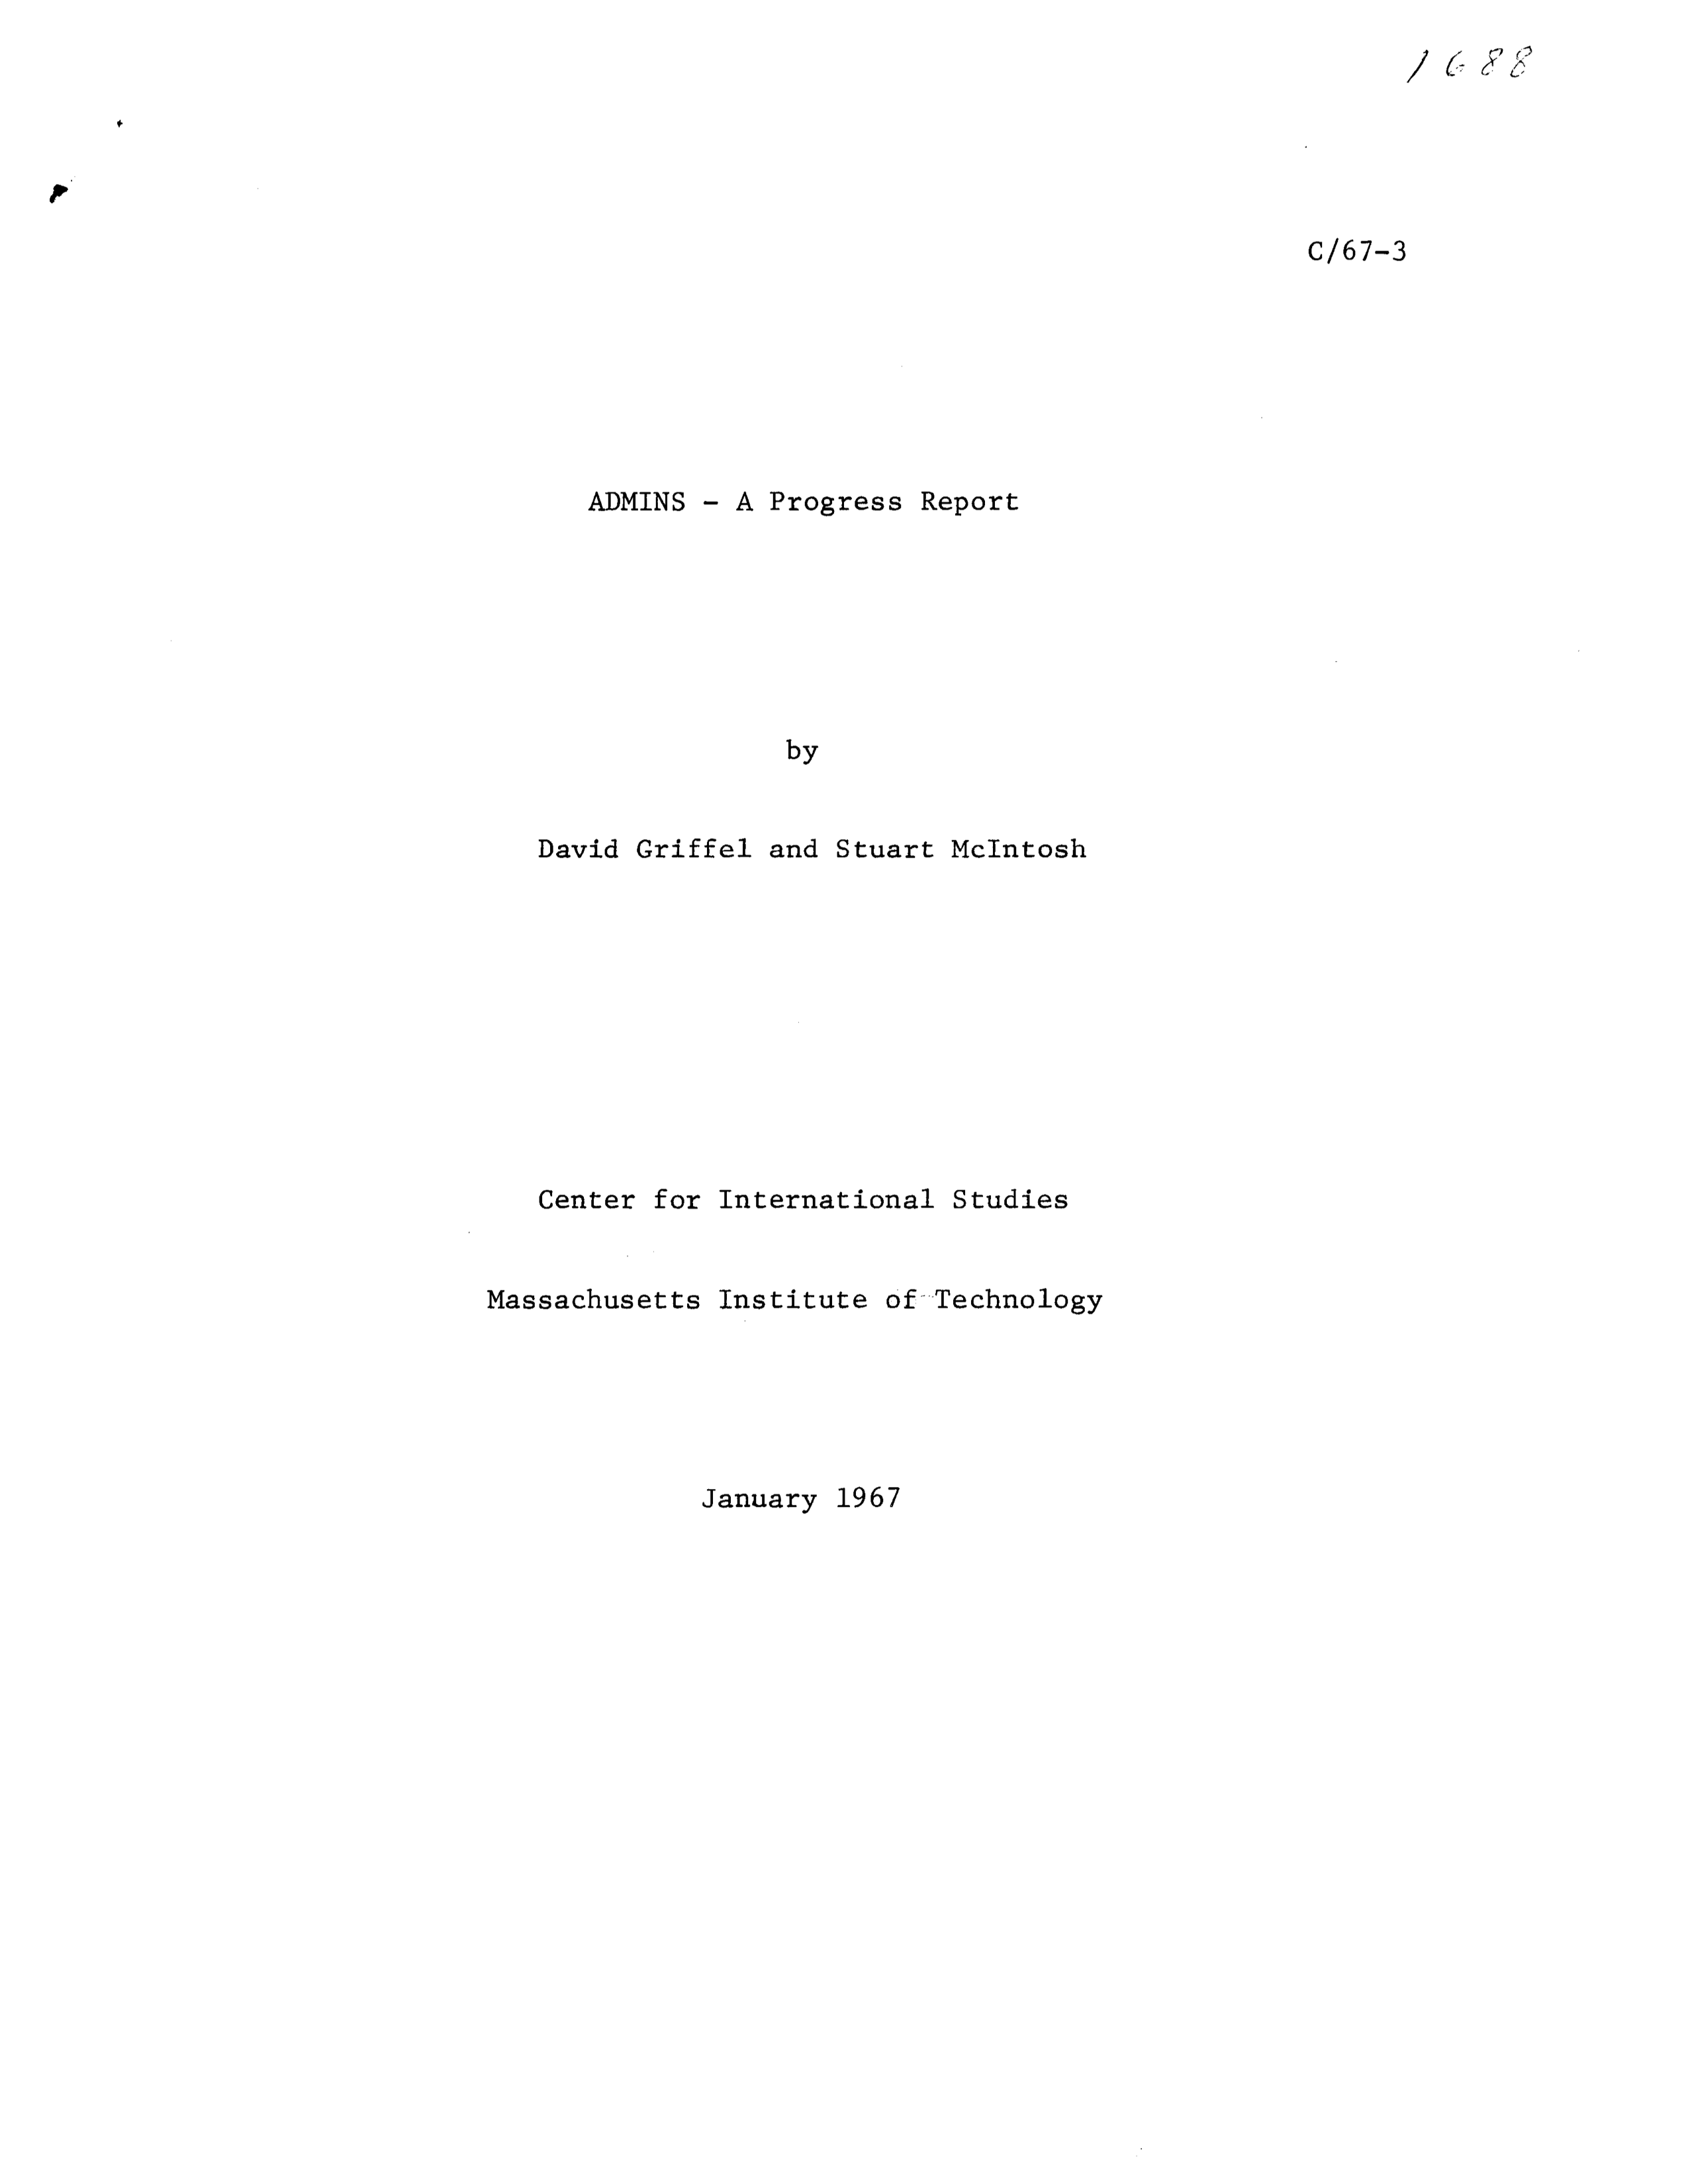 1688
C/67-3
ADMINS - A Progress Report
by
David Griffel and Stuart McIntosh
Center for International Studies
Massachusetts Institute of Technology
January 1967